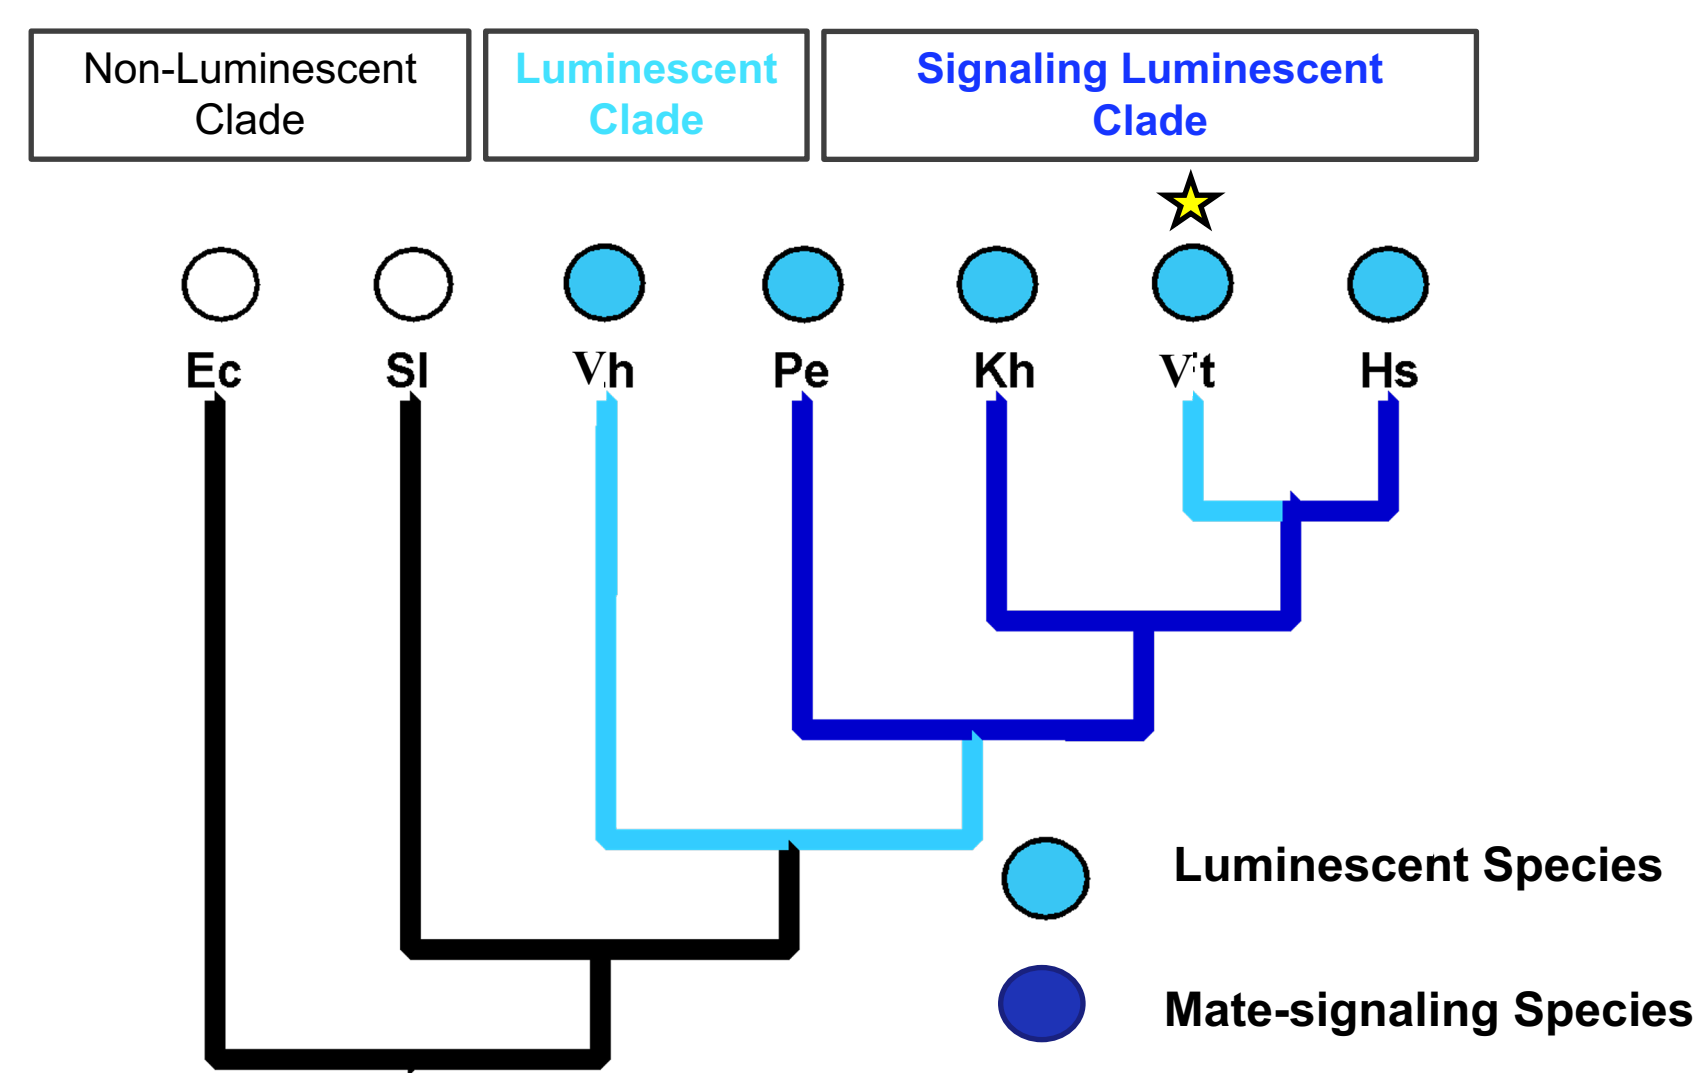 Non-Luminescent
Clade
Luminescent
Clade
Signaling Luminescent
Clade
Ec Sl Vh Pe Kh Vit Hs
Luminescent Species
Mate-signaling Species